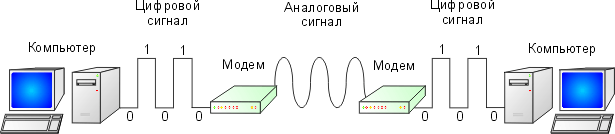 Цифровой
сигнал
Аналоговый
сигнал
Цифровой
сигнал
Компьютер
1 1
Модем
Модем
1 1
Компьютер
0 0 0
0 0 0